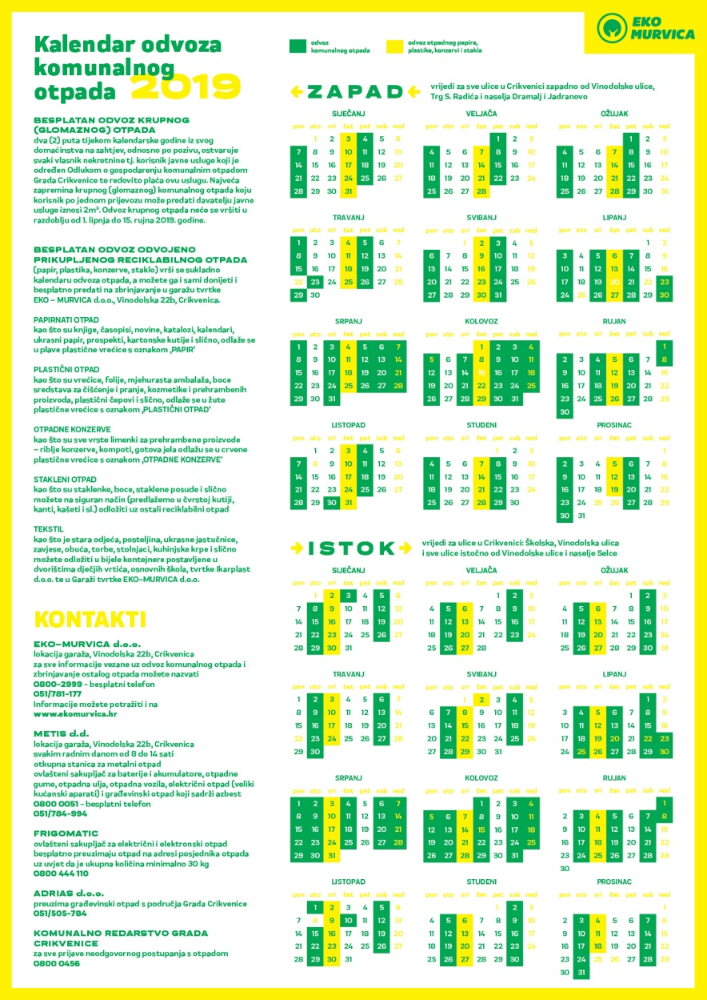 EKO
MURVICA
Kalendar odvoza
komunalnog
otpada 2019
BESPLATAN ODVOZ KRUPNOG
(GLOMAZNOG) OTPADA
dva (2) puta tijekom kalendarske godine iz svog
domaćinstva na zahtjev, odnosno po pozivu, ostvaruje
svaki vlasnik nekretnine tj. korisnik javne usluge koji je
određen Odlukom o gospodarenju komunalnim otpadom
Grada Crikvenice te redovito plaća ovu uslugu. Najveća
zapremina krupnog (glomaznog) komunalnog otpada koju
korisnik po jednom prijevozu može predati davatelju javne
usluge iznosi 2m³. Odvoz krupnog otpada neće se vršiti u
razdoblju od 1. lipnja do 15. rujna 2019. godine.
BESPLATAN ODVOZ ODVOJENO
PRIKUPLJENOG RECIKLABILNOG OTPADA
(papir, plastika, konzerve, staklo) vrši se sukladno
kalendaru odvoza otpada, a možete ga i sami donijeti i
besplatno predati na zbrinjavanje u garažu tvrtke
EKO – MURVICA d.o.o., Vinodolska 22b, Crikvenica.
PAPIRNATI OTPAD
kao što su knjige, časopisi, novine, katalozi, kalendari,
ukrasni papir, prospekti, kartonske kutije i slično, odlaže se
u plave plastične vrećice s oznakom ‚PAPIR‘
PLASTIČNI OTPAD
kao što su vrećice, folije, mjehurasta ambalaža, boce
sredstava za čišćenje i pranje, kozmetike i prehrambenih
proizvoda, plastični čepovi i slično, odlaže se u žute
plastične vrećice s oznakom ‚PLASTIČNI OTPAD‘
OTPADNE KONZERVE
kao što su sve vrste limenki za prehrambene proizvode
– riblje konzerve, kompoti, gotova jela odlažu se u crvene
plastične vrećice s oznakom ‚OTPADNE KONZERVE‘
STAKLENI OTPAD
kao što su staklenke, boce, staklene posude i slično
možete na siguran način (predlažemo u čvrstoj kutiji,
kanti, kašeti i sl.) odložiti uz ostali reciklabilni otpad
TEKSTIL
kao što je stara odjeća, posteljina, ukrasne jastučnice,
zavjese, obuća, torbe, stolnjaci, kuhinjske krpe i slično
možete odložiti u bijele kontejnere postavljene u
dvorištima dječjih vrtića, osnovnih škola, tvrtke Ikarplast
d.o.o. te u Garaži tvrtke EKO–MURVICA d.o.o.
KONTAKTI
EKO–MURVICA d.o.o.
lokacija garaža, Vinodolska 22b, Crikvenica
za sve informacije vezane uz odvoz komunalnog otpada i
zbrinjavanje ostalog otpada možete nazvati
0800-2999 – besplatni telefon
051/781-177
Informacije možete potražiti i na
www.ekomurvica.hr
METIS d.d.
lokacija garaža, Vinodolska 22b, Crikvenica
svakim radnim danom od 8 do 14 sati
otkupna stanica za metalni otpad
ovlašteni sakupljač za baterije i akumulatore, otpadne
gume, otpadna ulja, otpadna vozila, električni otpad (veliki
kućanski aparati) i građevinski otpad koji sadrži azbest
0800 0051 – besplatni telefon
051/784-994
FRIGOMATIC
ovlašteni sakupljač za električni i elektronski otpad
besplatno preuzimaju otpad na adresi posjednika otpada
uz uvjet da je ukupna količina minimalno 30 kg
0800 444 110
ADRIAS d.o.o.
preuzima građevinski otpad s područja Grada Crikvenice
051/505-784
KOMUNALNO REDARSTVO GRADA
CRIKVENICE
za sve prijave neodgovornog postupanja s otpadom
0800 0456
odvoz
komunalnog otpada
odvoz otpadnog papira,
plastike, konzervi i stakla
ZAPAD
vrijedi za sve ulice u Crikvenici zapadno od Vinodolske ulice,
Trg S. Radića i naselja Dramalj i Jadranovo
SIJEČANJ VELJAČA OŽUJAK
pon uto sri čet pet sub ned pon uto sri čet pet sub ned pon uto sri čet pet sub ned
1 2 3 4 5 6 1 2 3 1 2 3
7 8 9 10 11 12 13 4 5 6 7 8 9 10 4 5 6 7 8 9 10
14 15 16 17 18 19 20 11 12 13 14 15 16 17 11 12 13 14 15 16 17
21 22 23 24 25 26 27 18 19 20 21 22 23 24 18 19 20 21 22 23 24
28 29 30 31 25 26 27 28 25 26 27 28 29 30 31
TRAVANJ SVIBANJ LIPANJ
pon uto sri čet pet sub ned pon uto sri čet pet sub ned pon uto sri čet pet sub ned
1 2 3 4 5 6 7 1 2 3 4 5 1 2
8 9 10 11 12 13 14 6 7 8 9 10 11 12 3 4 5 6 7 8 9
15 16 17 18 19 20 21 13 14 15 16 17 18 19 10 11 12 13 14 15 16
22 23 24 25 26 27 28 20 21 22 23 24 25 26 17 18 19 20 21 22 23
29 30 27 28 29 30 31 24 25 26 27 28 29 30
SRPANJ KOLOVOZ RUJAN
pon uto sri čet pet sub ned pon uto sri čet pet sub ned pon uto sri čet pet sub ned
1 2 3 4 5 6 7 1 2 3 4 1
8 9 10 11 12 13 14 5 6 7 8 9 10 11 2 3 4 5 6 7 8
15 16 17 18 19 20 21 12 13 14 15 16 17 18 9 10 11 12 13 14 15
22 23 24 25 26 27 28 19 20 21 22 23 24 25 16 17 18 19 20 21 22
29 30 31 26 27 28 29 30 31 23 24 25 26 27 28 29
30
LISTOPAD STUDENI PROSINAC
pon uto sri čet pet sub ned pon uto sri čet pet sub ned pon uto sri čet pet sub ned
1 2 3 4 5 6 1 2 3 1
7 8 9 10 11 12 13 4 5 6 7 8 9 10 2 3 4 5 6 7 8
14 15 16 17 18 19 20 11 12 13 14 15 16 17 9 10 11 12 13 14 15
21 22 23 24 25 26 27 18 19 20 21 22 23 24 16 17 18 19 20 21 22
28 29 30 31 25 26 27 28 29 30 23 24 25 26 27 28 29
30 31
ISTOK
vrijedi za ulice u Crikvenici: Školska, Vinodolska ulica
i sve ulice istočno od Vinodolske ulice i naselje Selce
SIJEČANJ VELJAČA OŽUJAK
pon uto sri čet pet sub ned pon uto sri čet pet sub ned pon uto sri čet pet sub ned
1 2 3 4 5 6 1 2 3 1 2 3
7 8 9 10 11 12 13 4 5 6 7 8 9 10 4 5 6 7 8 9 10
14 15 16 17 18 19 20 11 12 13 14 15 16 17 11 12 13 14 15 16 17
21 22 23 24 25 26 27 18 19 20 21 22 23 24 18 19 20 21 22 23 24
28 29 30 31 25 26 27 28 25 26 27 28 29 30 31
TRAVANJ SVIBANJ LIPANJ
pon uto sri čet pet sub ned pon uto sri čet pet sub ned pon uto sri čet pet sub ned
1 2 3 4 5 6 7 1 2 3 4 5 1 2
8 9 10 11 12 13 14 6 7 8 9 10 11 12 3 4 5 6 7 8 9
15 16 17 18 19 20 21 13 14 15 16 17 18 19 10 11 12 13 14 15 16
22 23 24 25 26 27 28 20 21 22 23 24 25 26 17 18 19 20 21 22 23
29 30 27 28 29 30 31 24 25 26 27 28 29 30
SRPANJ KOLOVOZ RUJAN
pon uto sri čet pet sub ned pon uto sri čet pet sub ned pon uto sri čet pet sub ned
1 2 3 4 5 6 7 1 2 3 4 1
8 9 10 11 12 13 14 5 6 7 8 9 10 11 2 3 4 5 6 7 8
15 16 17 18 19 20 21 12 13 14 15 16 17 18 9 10 11 12 13 14 15
22 23 24 25 26 27 28 19 20 21 22 23 24 25 16 17 18 19 20 21 22
29 30 31 26 27 28 29 30 31 23 24 25 26 27 28 29
30
LISTOPAD STUDENI PROSINAC
pon uto sri čet pet sub ned pon uto sri čet pet sub ned pon uto sri čet pet sub ned
1 2 3 4 5 6 1 2 3 1
7 8 9 10 11 12 13 4 5 6 7 8 9 10 2 3 4 5 6 7 8
14 15 16 17 18 19 20 11 12 13 14 15 16 17 9 10 11 12 13 14 15
21 22 23 24 25 26 27 18 19 20 21 22 23 24 16 17 18 19 20 21 22
28 29 30 31 25 26 27 28 29 30 23 24 25 26 27 28 29
30 31